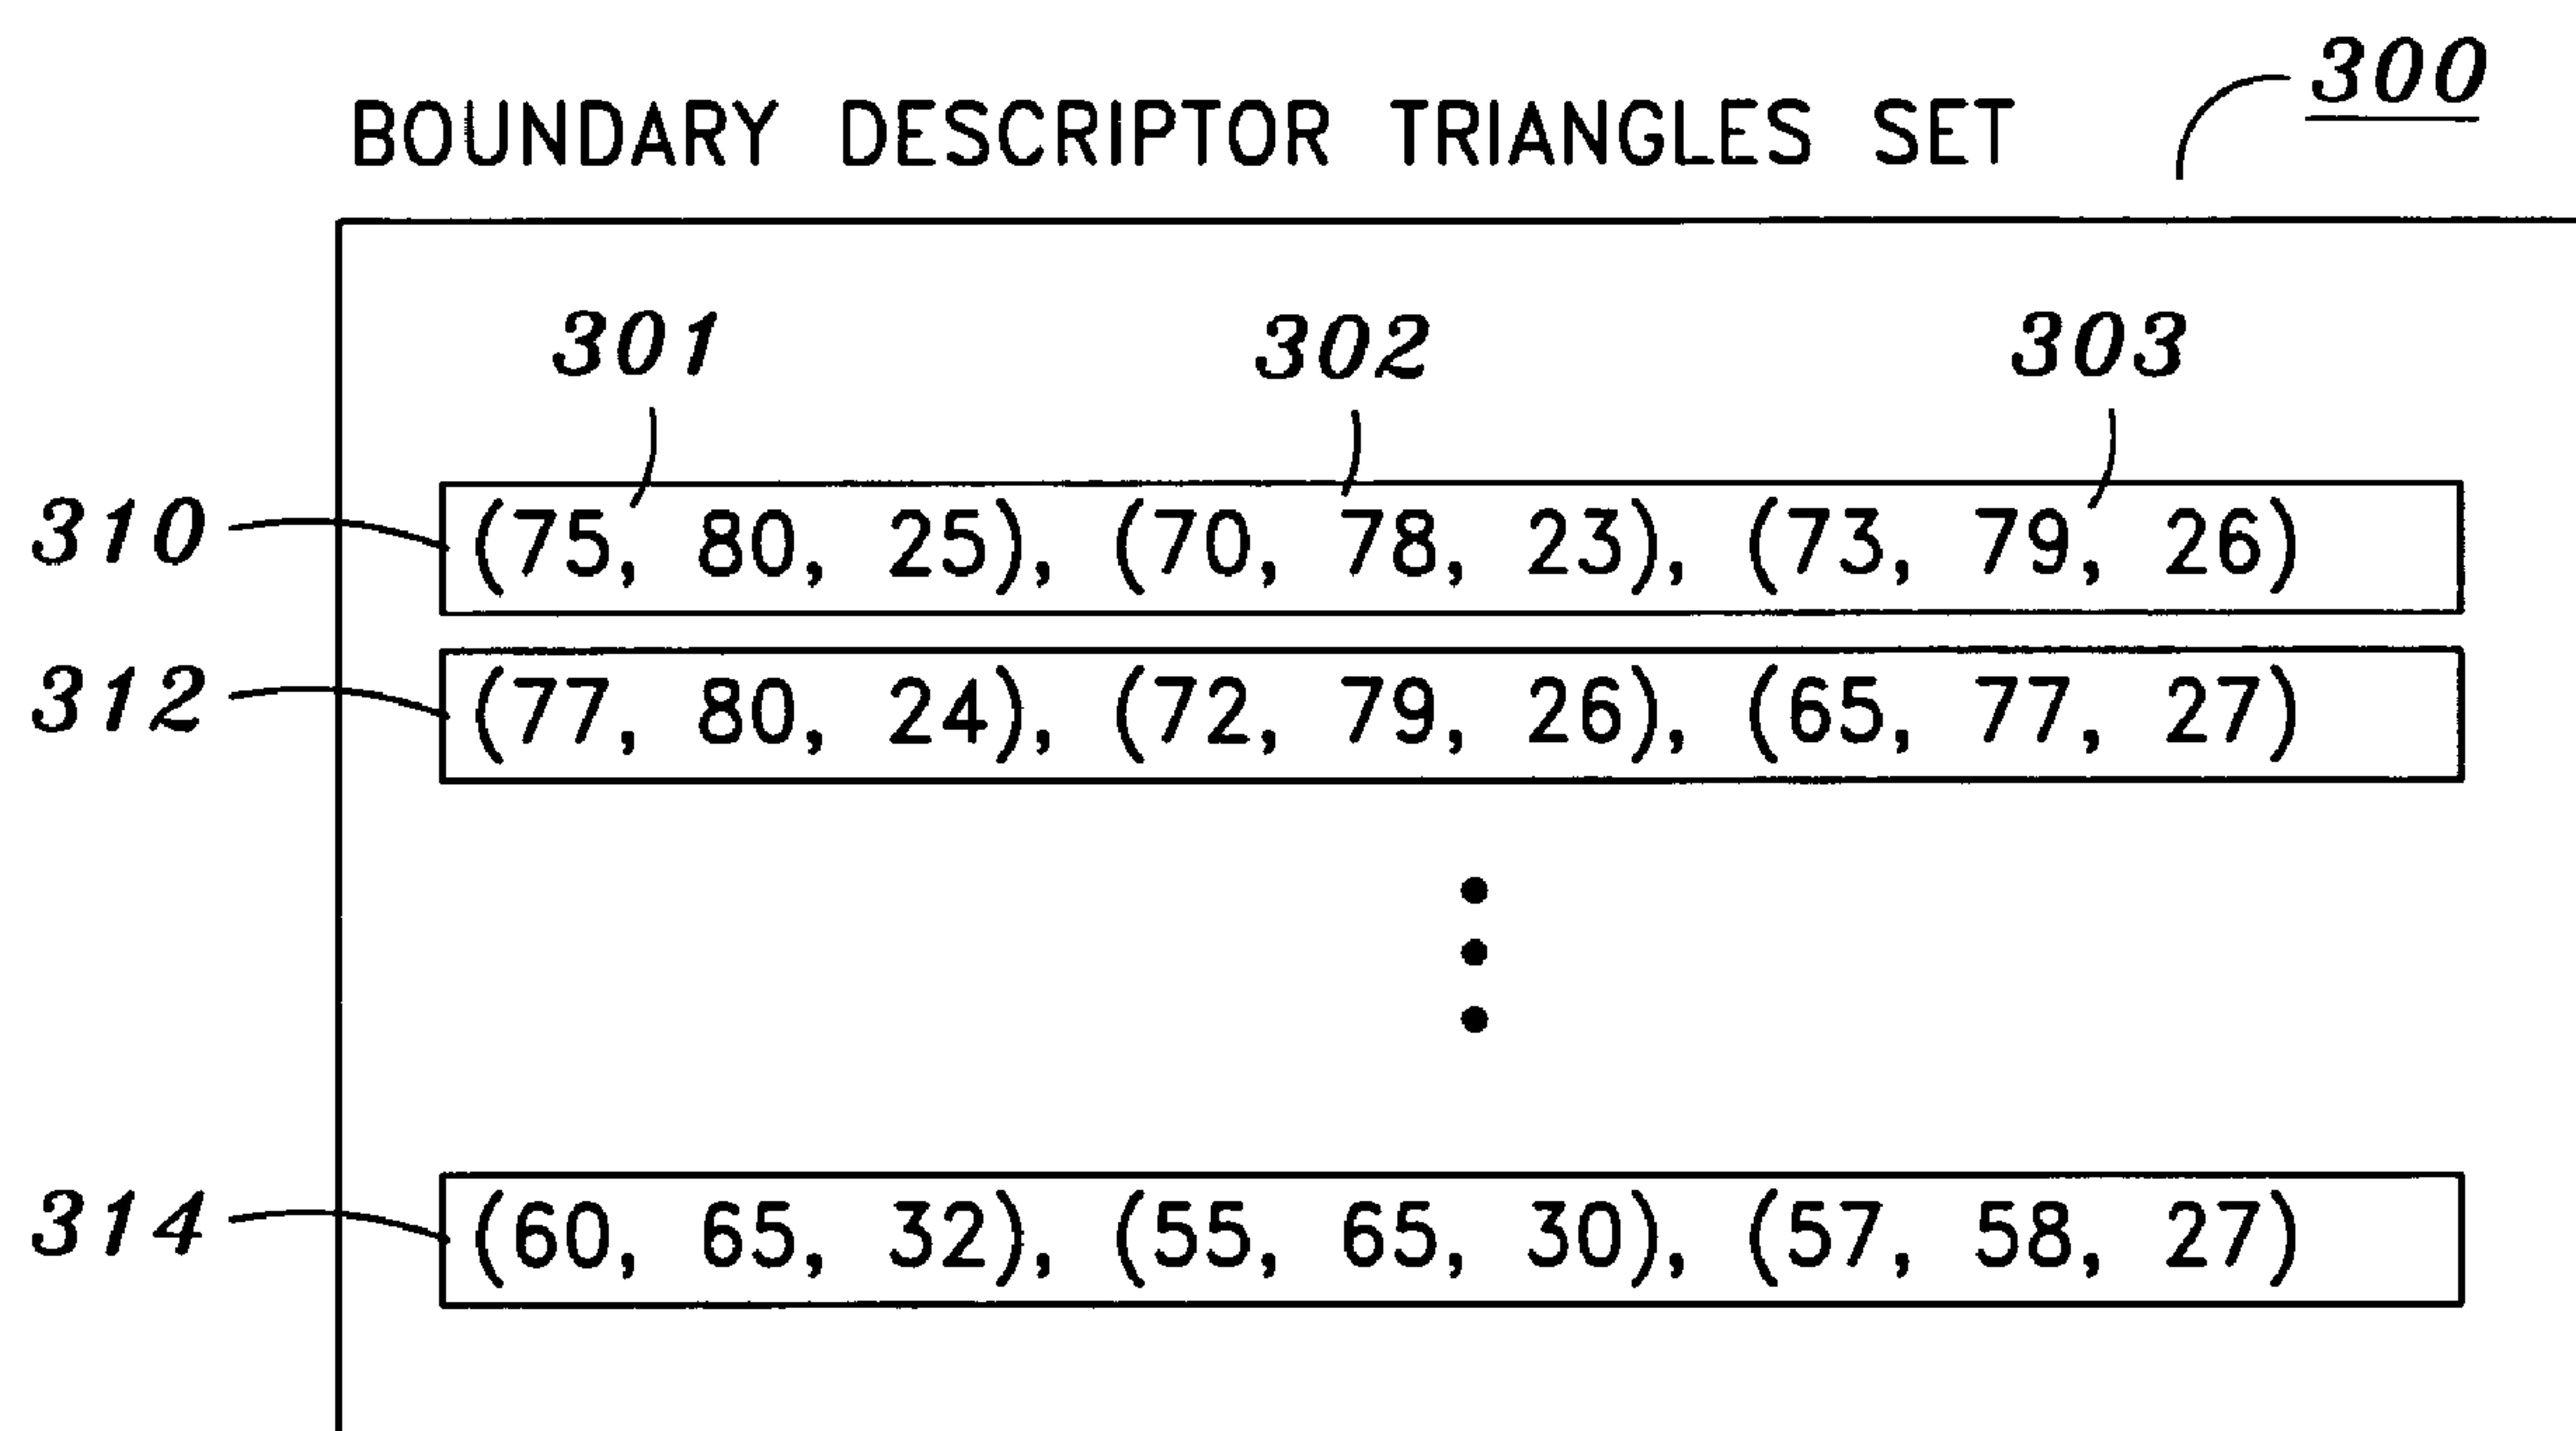 300
BOUNDARY DESCRIPTOR TRIANGLES SET
301 302 303
310 (75, 80, 25), (70, 78, 23), (73, 79, 26)
312 (77, 80, 24), (72, 79, 26), (65, 77, 27)
314 (60, 65, 32), (55, 65, 30), (57, 58, 27)